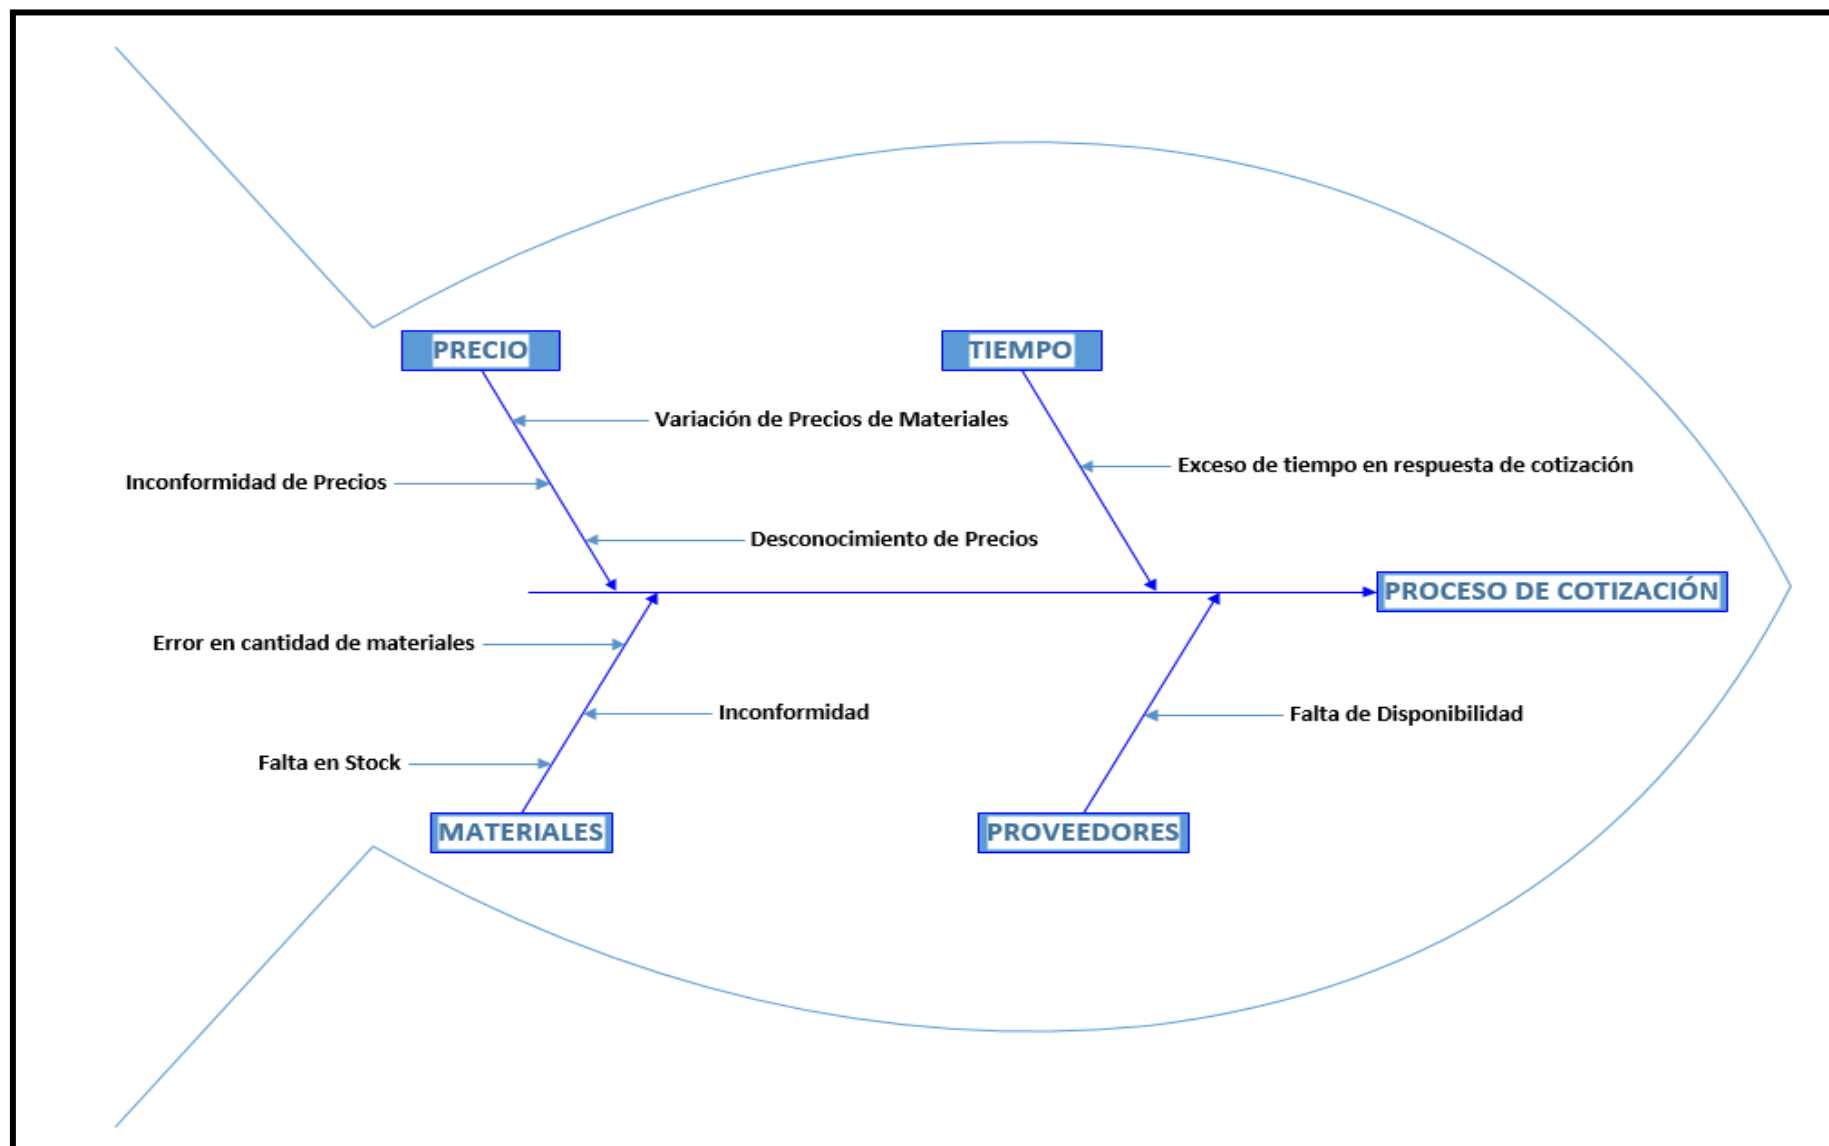 PRECIO
TIEMPO
Variación de Precios de Materiales
Exceso de tiempo en respuesta de cotización
Inconformidad de Precios
Desconocimiento de Precios
PROCESO DE COTIZACIÓN
Error en cantidad de materiales
Inconformidad
Falta de Disponibilidad
Falta en Stock
MATERIALES
PROVEEDORES